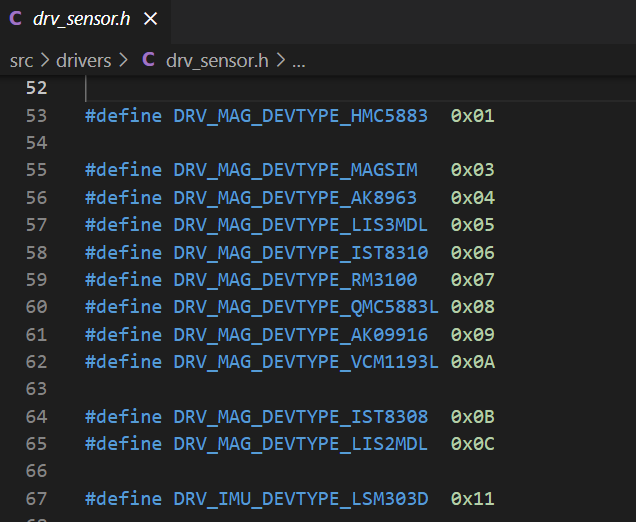 C drv_sensor.h ×
src > drivers > C drv_sensor.h > ...
52
53 #define DRV_MAG_DEVTYPE_HMC5883 0x01
54
55 #define DRV_MAG_DEVTYPE_MAGSIM 0x03
56 #define DRV_MAG_DEVTYPE_AK8963 0x04
57 #define DRV_MAG_DEVTYPE_LIS3MDL 0x05
58 #define DRV_MAG_DEVTYPE_IST8310 0x06
59 #define DRV_MAG_DEVTYPE_RM3100 0x07
60 #define DRV_MAG_DEVTYPE_QMC5883L 0x08
61 #define DRV_MAG_DEVTYPE_AK09916 0x09
62 #define DRV_MAG_DEVTYPE_VCM1193L 0x0A
63
64 #define DRV_MAG_DEVTYPE_IST8308 0x0B
65 #define DRV_MAG_DEVTYPE_LIS2MDL 0x0C
66
67 #define DRV_IMU_DEVTYPE_LSM303D 0x11